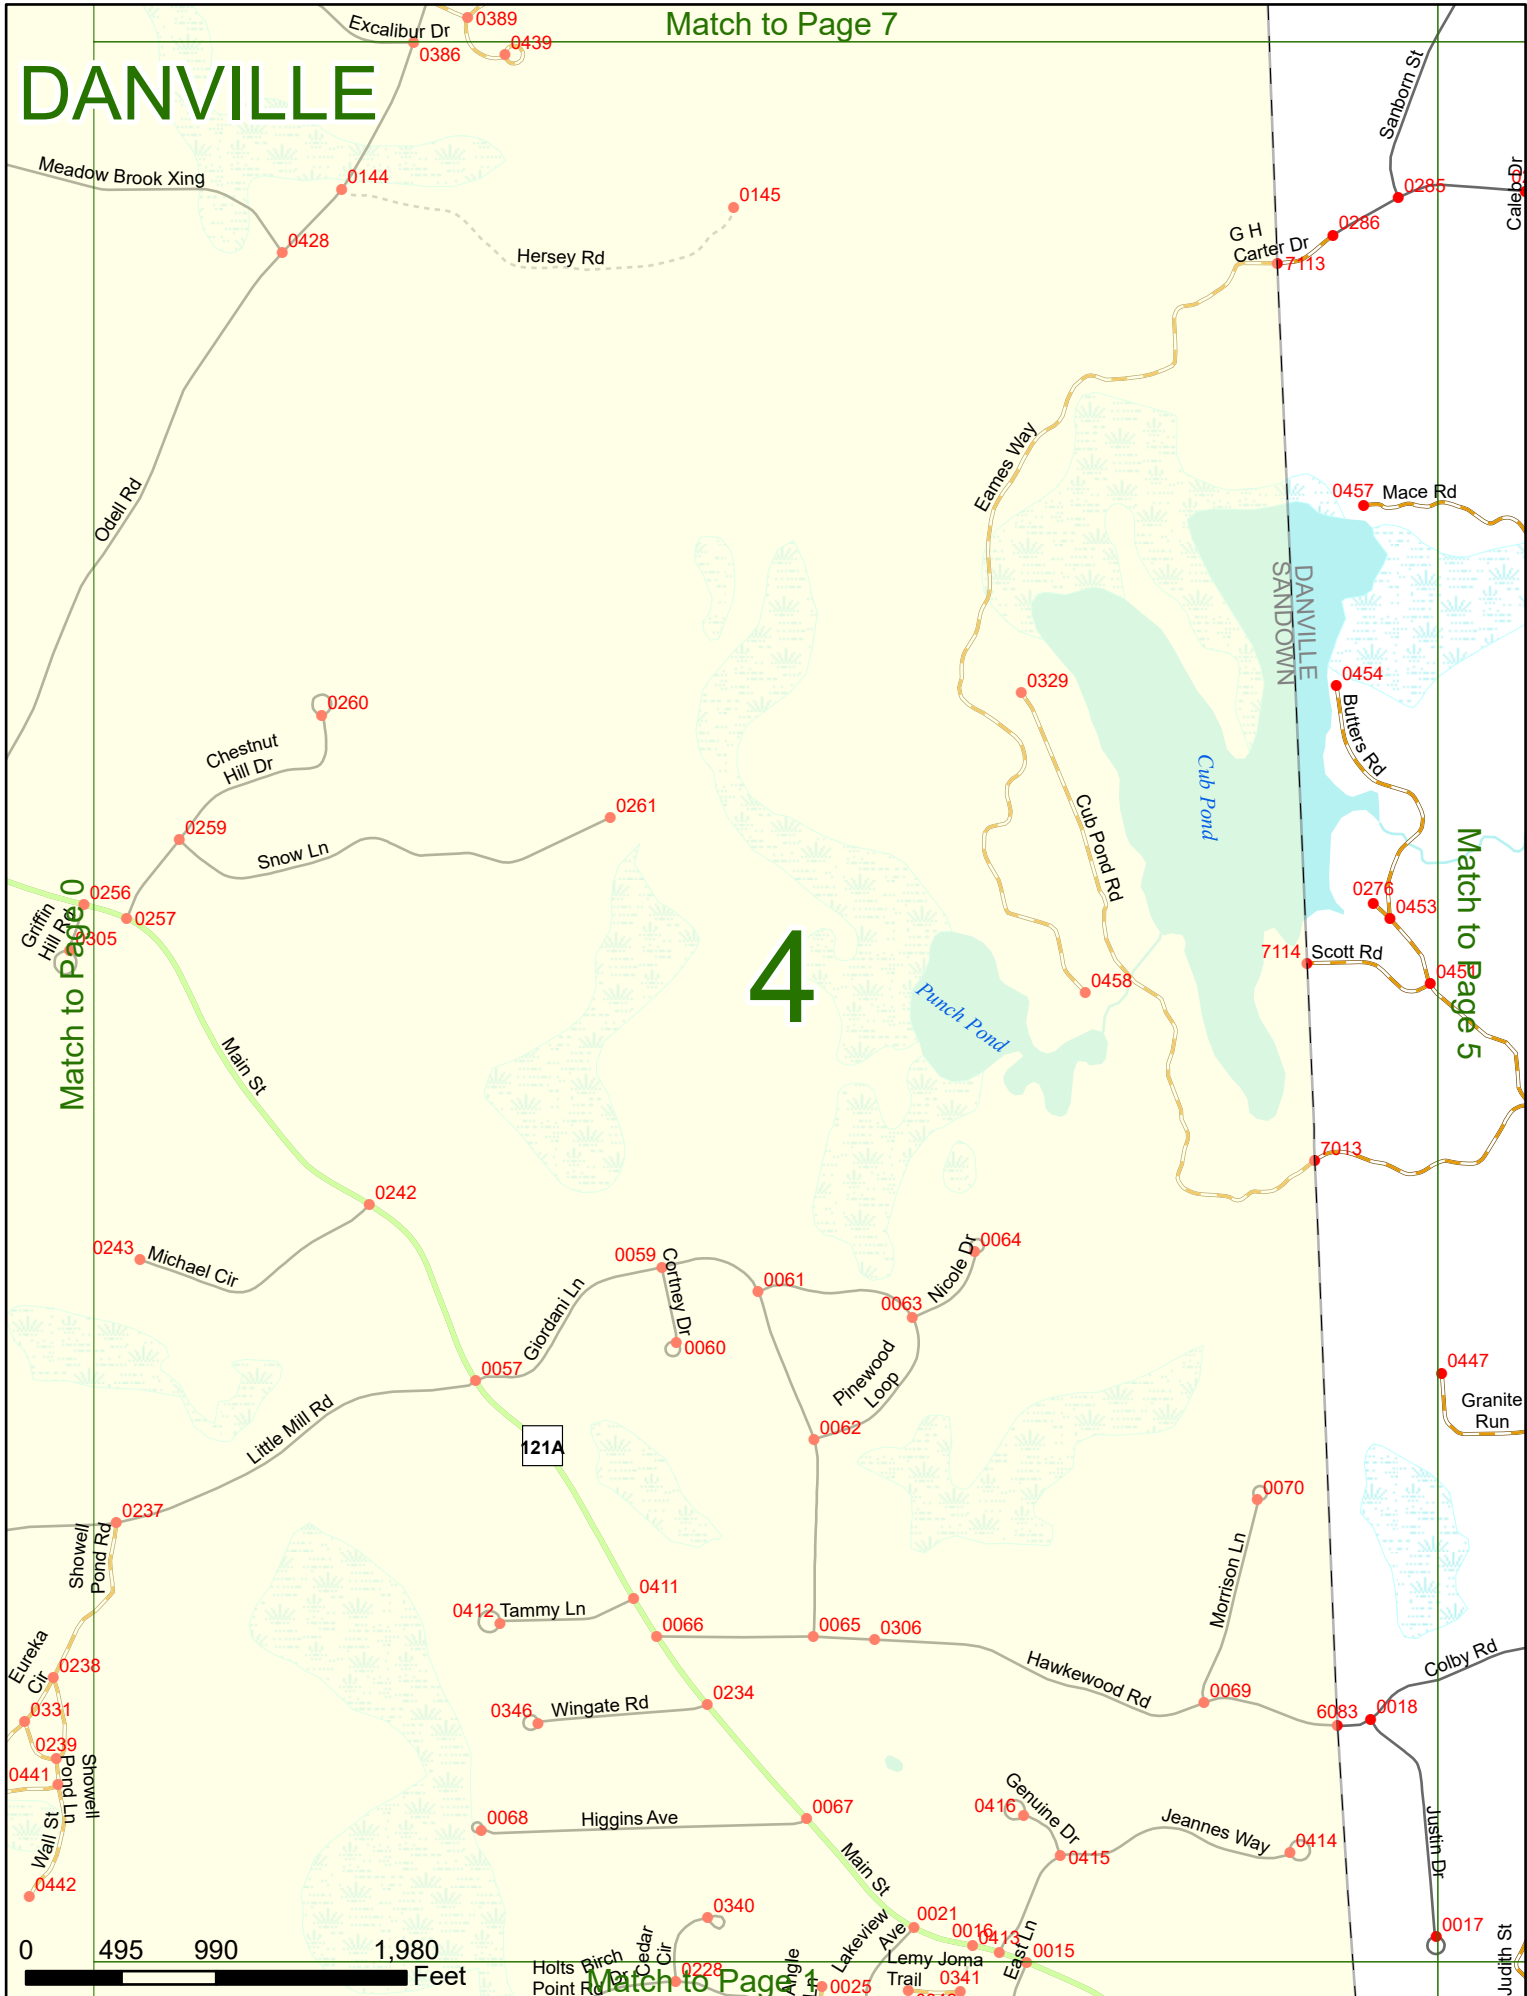 Match to Page 7
DANVILLE
Excalibur Dr
0389
0386
0439
Sanborn St
Meadow Brook Xing
0144
0145
0285
Caleb Dr
0286
0428
Hersey Rd
G H
Carter Dr
7113
Eames Way
Odell Rd
0457
Mace Rd
DANVILLE
SANDOWN
0329
0454
Butters Rd
0260
Chestnut
Hill Dr
Cub Pond
Cub Pond Rd
0261
0259
Snow Ln
Match to Page 5
0256
0257
Griffin
Hill Rd
0305
Match to Page 0
0276
0453
4
7114
Scott Rd
0451
0458
Punch Pond
Main St
7013
0242
0243
Michael Cir
0059
Cortney Dr
0064
Nicole Dr
0061
0063
Giordani Ln
0060
0057
Pinewood
Loop
0447
Granite
Run
Little Mill Rd
0062
121A
0070
0237
Showell
Pond Rd
Morrison Ln
0411
0412
Tammy Ln
0066
0065
0306
Hawkewood Rd
Colby Rd
Eureka
Cir
0238
0069
0234
0346
Wingate Rd
0331
6083
0018
0239
0441
Showell
Pond Ln
0068
Higgins Ave
0067
Genuine Dr
0416
Jeannes Way
0414
0415
Justin Dr
Wall St
0442
Main St
0340
0021
0016
0413
East Ln
0015
0017
Lakeview
Ave
Lemy Joma
Trail
0341
Judith St
Cedar
Cir
Birch
Dr
Holts
Point Rd
0228
Angle
Ln
0025
0
495
990
1,980
Feet
Match to Page 1